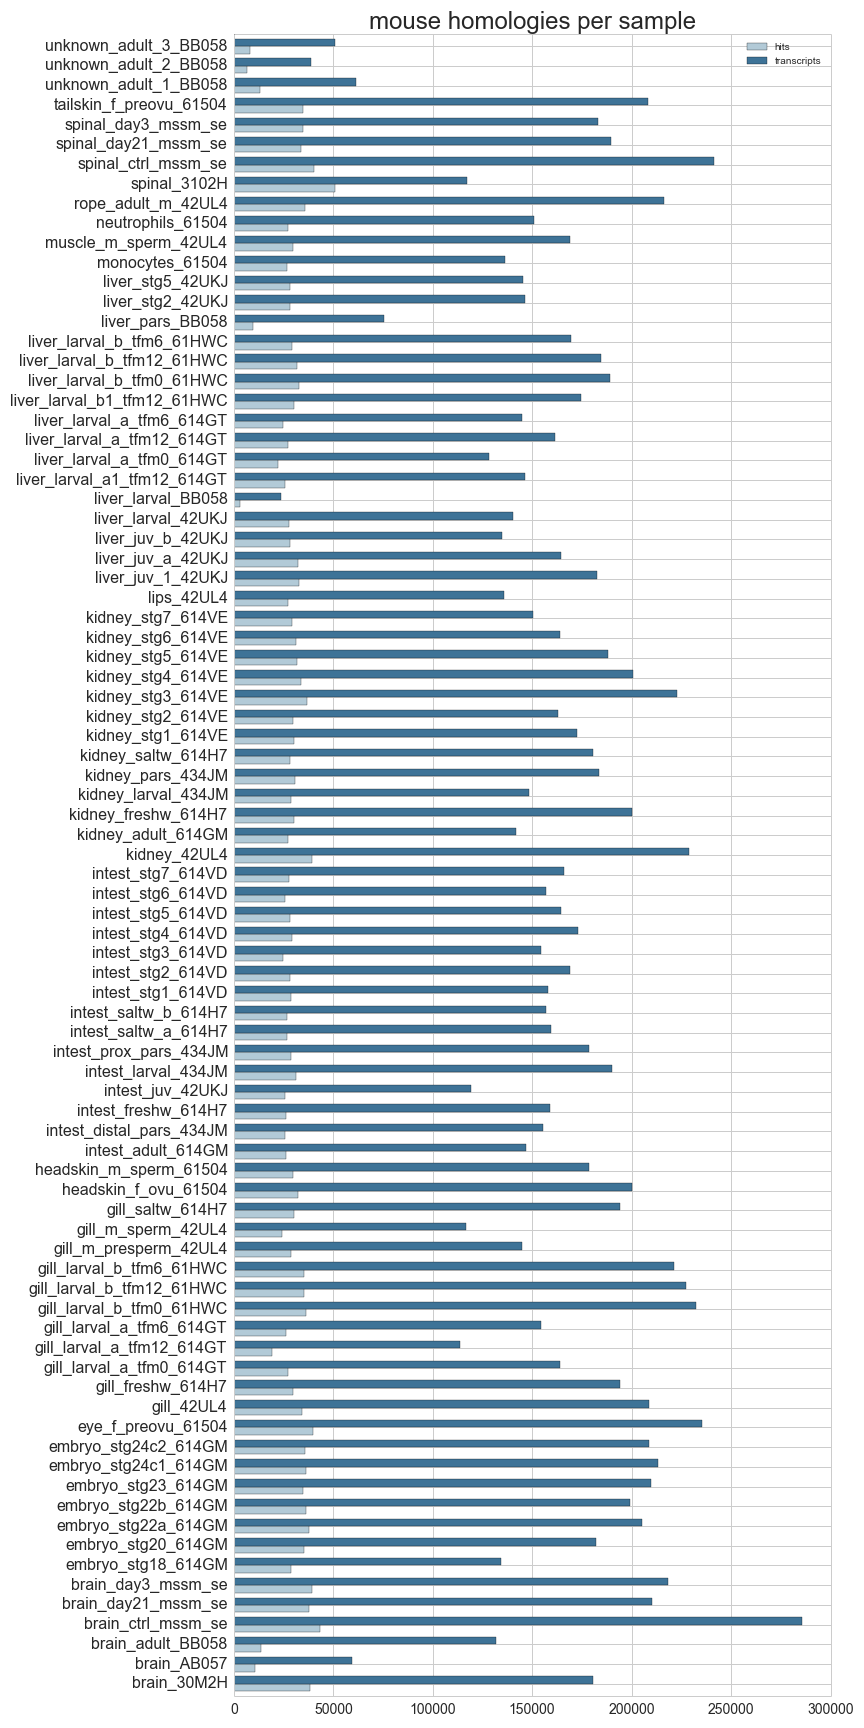 mouse homologies per sample
hits
transcripts
unknown_adult_3_BB058
unknown_adult_2_BB058
unknown_adult_1_BB058
tailskin_f_preovu_61504
spinal_day3_mssm_se
spinal_day21_mssm_se
spinal_ctrl_mssm_se
spinal_3102H
rope_adult_m_42UL4
neutrophils_61504
muscle_m_sperm_42UL4
monocytes_61504
liver_stg5_42UKJ
liver_stg2_42UKJ
liver_pars_BB058
liver_larval_b_tfm6_61HWC
liver_larval_b_tfm12_61HWC
liver_larval_b_tfm0_61HWC
liver_larval_b1_tfm12_61HWC
liver_larval_a_tfm6_614GT
liver_larval_a_tfm12_614GT
liver_larval_a_tfm0_614GT
liver_larval_a1_tfm12_614GT
liver_larval_BB058
liver_larval_42UKJ
liver_juv_b_42UKJ
liver_juv_a_42UKJ
liver_juv_1_42UKJ
lips_42UL4
kidney_stg7_614VE
kidney_stg6_614VE
kidney_stg5_614VE
kidney_stg4_614VE
kidney_stg3_614VE
kidney_stg2_614VE
kidney_stg1_614VE
kidney_saltw_614H7
kidney_pars_434JM
kidney_larval_434JM
kidney_freshw_614H7
kidney_adult_614GM
kidney_42UL4
intest_stg7_614VD
intest_stg6_614VD
intest_stg5_614VD
intest_stg4_614VD
intest_stg3_614VD
intest_stg2_614VD
intest_stg1_614VD
intest_saltw_b_614H7
intest_saltw_a_614H7
intest_prox_pars_434JM
intest_larval_434JM
intest_juv_42UKJ
intest_freshw_614H7
intest_distal_pars_434JM
intest_adult_614GM
headskin_m_sperm_61504
headskin_f_ovu_61504
gill_saltw_614H7
gill_m_sperm_42UL4
gill_m_presperm_42UL4
gill_larval_b_tfm6_61HWC
gill_larval_b_tfm12_61HWC
gill_larval_b_tfm0_61HWC
gill_larval_a_tfm6_614GT
gill_larval_a_tfm12_614GT
gill_larval_a_tfm0_614GT
gill_freshw_614H7
gill_42UL4
eye_f_preovu_61504
embryo_stg24c2_614GM
embryo_stg24c1_614GM
embryo_stg23_614GM
embryo_stg22b_614GM
embryo_stg22a_614GM
embryo_stg20_614GM
embryo_stg18_614GM
brain_day3_mssm_se
brain_day21_mssm_se
brain_ctrl_mssm_se
brain_adult_BB058
brain_AB057
brain_30M2H
0 50000 100000 150000 200000 250000 300000